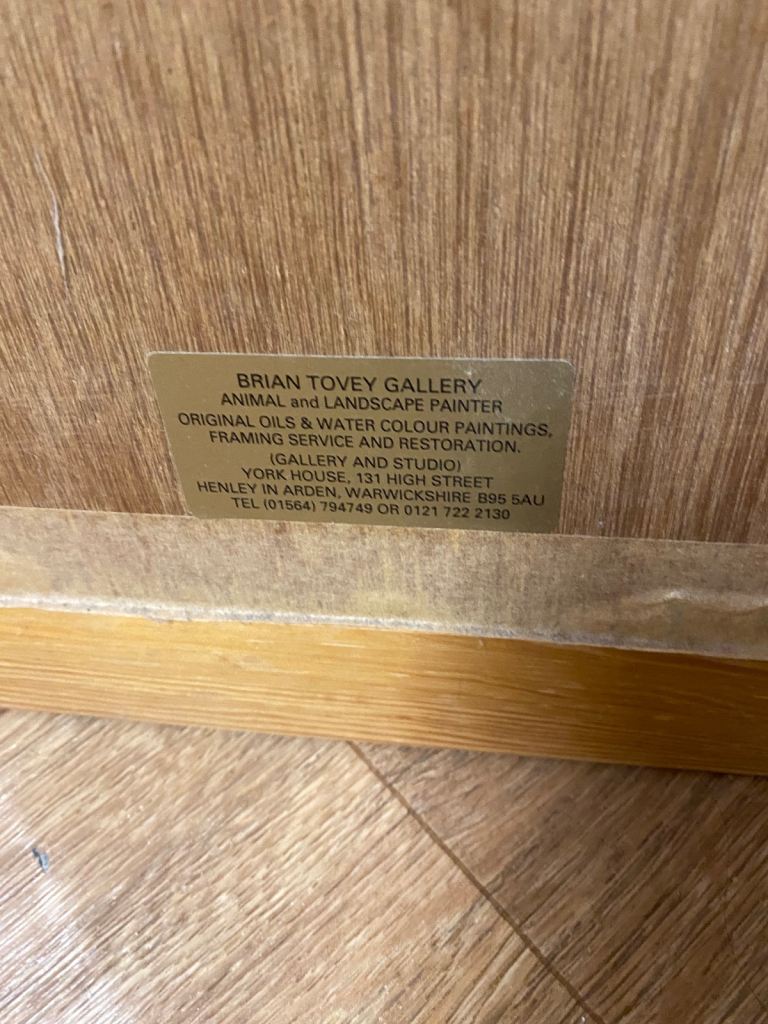 BRIAN TOVEY GALLERY
ANIMAL and LANDSCAPE PAINTER
ORIGINAL OILS & WATER COLOUR PAINTINGS,
FRAMING SERVICE AND RESTORATION.
(GALLERY AND STUDIO)
YORK HOUSE, 131 HIGH STREET
HENLEY IN ARDEN, WARWICKSHIRE B95 5AU
TEL (01564) 794749 OR 0121 722 2130